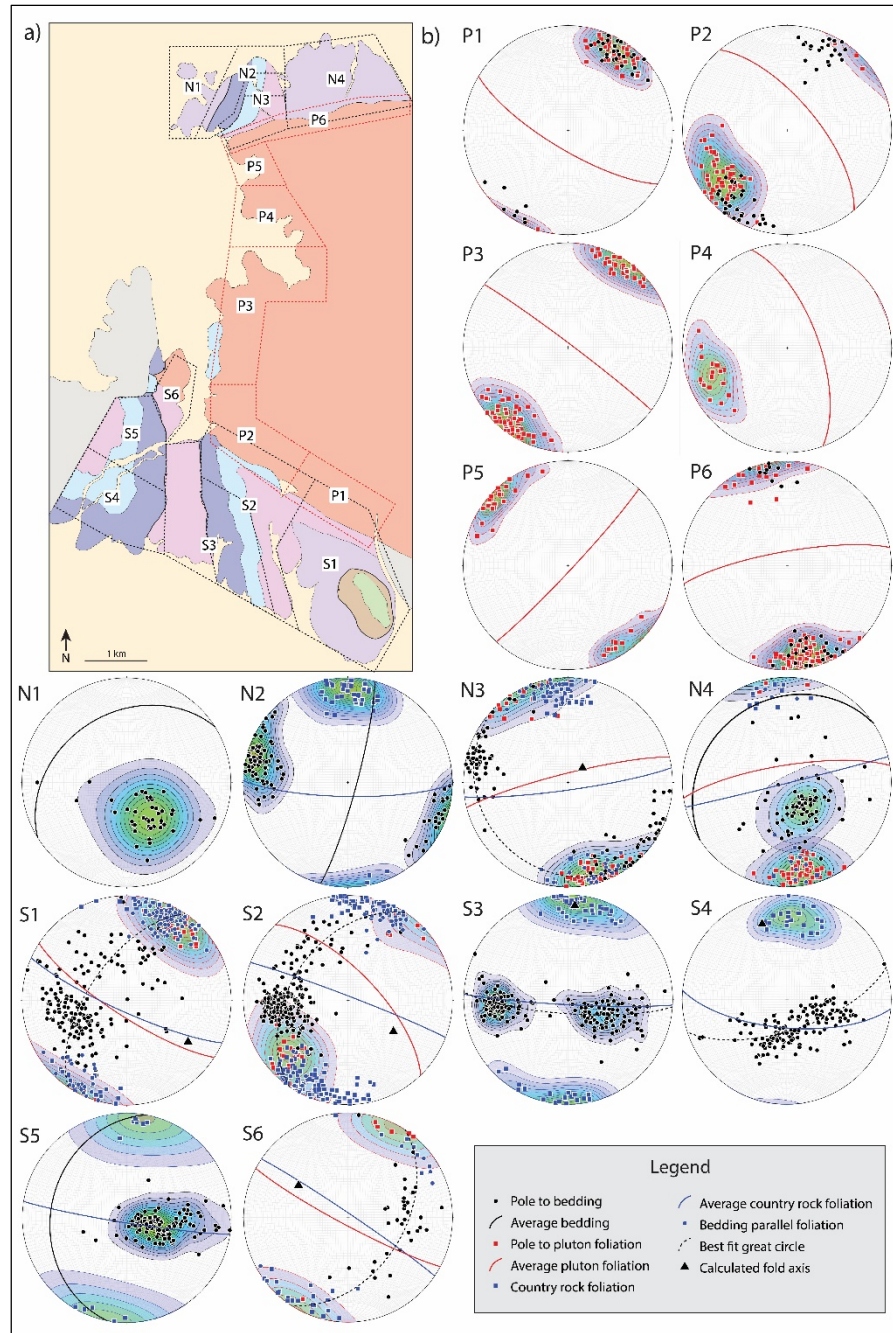 a)
b)
P1
P2
N1
N2
N3
N4
P6
P5
P4
P3
P4
P3
S6
S5
P2
S4
S2
P1
S3
S1
N
1 km
P5
P6
N1
N2
N3
N4
S1
S2
S3
S4
S5
S6
Legend
Pole to bedding
Average bedding
Pole to pluton foliation
Average pluton foliation
Country rock foliation
Average country rock foliation
Bedding parallel foliation
Best fit great circle
Calculated fold axis